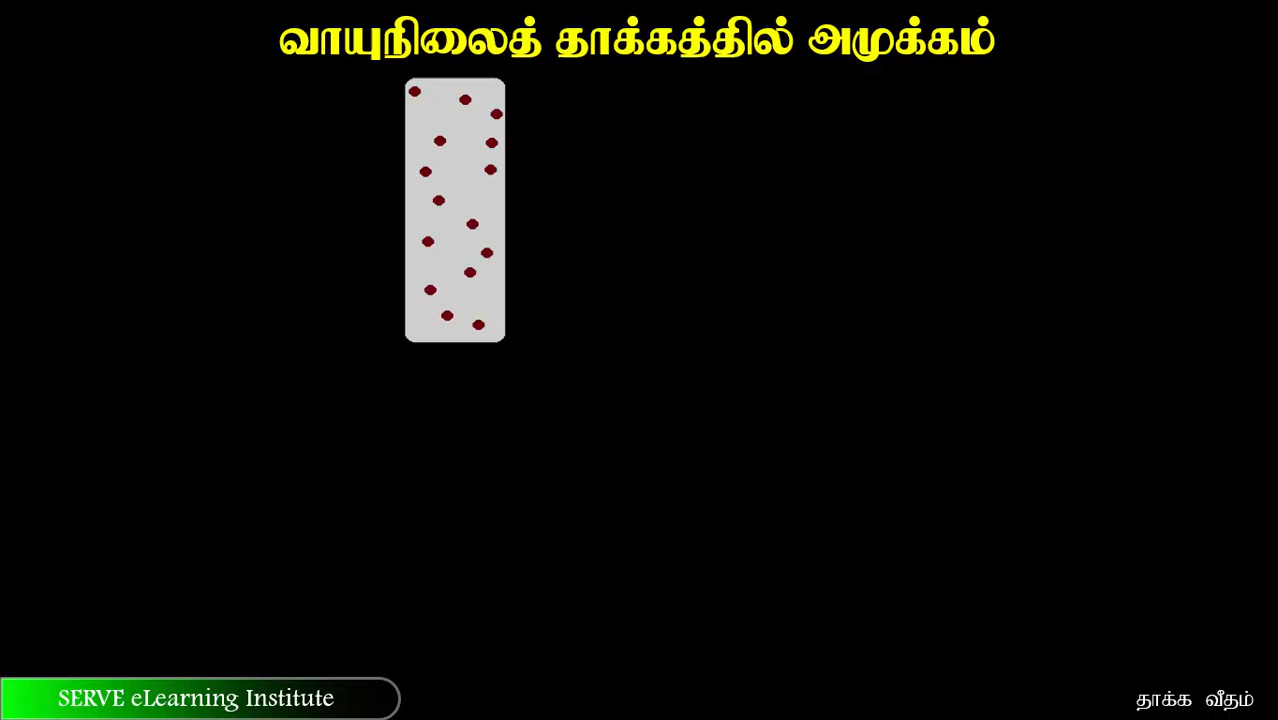 வாயுநிலைத் தாக்கத்தில் அமுக்கம்
SERVE eLearning Institute
தாக்க வீதம்